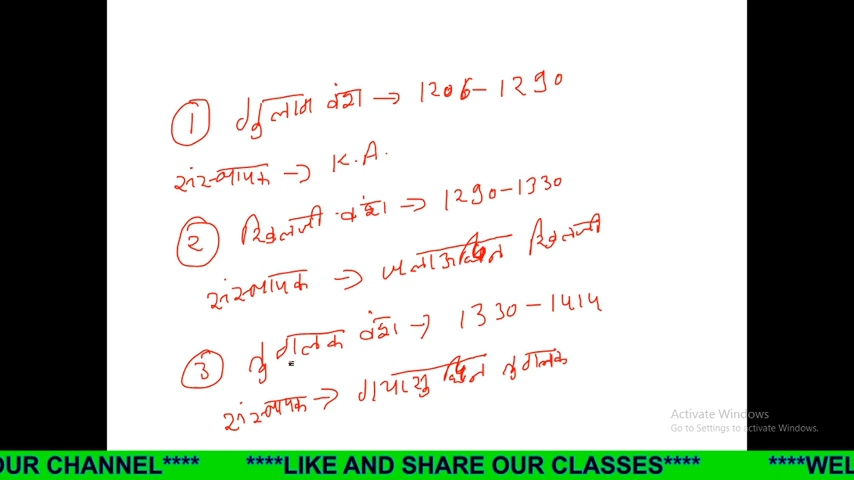 ① गुलाम वंश → 1206 - 1290
संस्थापक → K.A.
② खिलजी वंश → 1290-1330
संस्थापक → जलाउद्दिन खिलजी
③ तुगलक वंश → 1330-1414
संस्थापक → गयासुद्दिन तुगलक
Activate Windows
Go to Settings to activate Windows.
OUR CHANNEL**** ****LIKE AND SHARE OUR CLASSES**** ****WEL